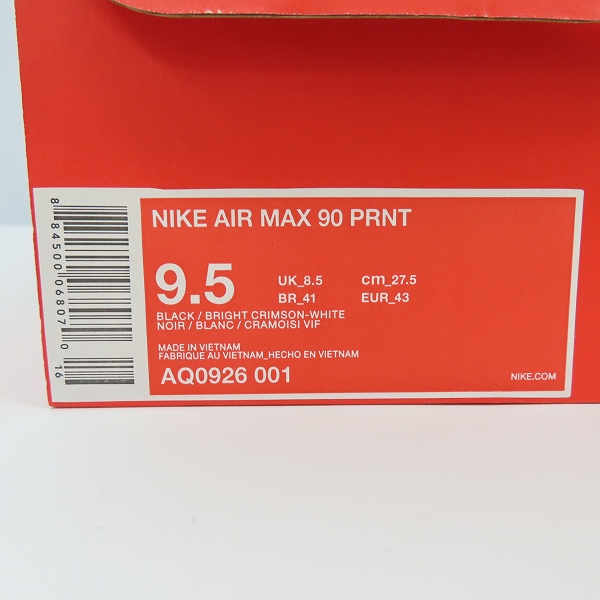 NIKE AIR MAX 90 PRNT
9.5
UK_8.5 cm_27.5
BR_41 EUR_43
BLACK / BRIGHT CRIMSON-WHITE
NOIR / BLANC / CRAMOISI VIF
MADE IN VIETNAM
FABRIQUE AU VIETNAM_HECHO EN VIETNAM
AQ0926 001
NIKE.COM
8 84500 06807 0
16